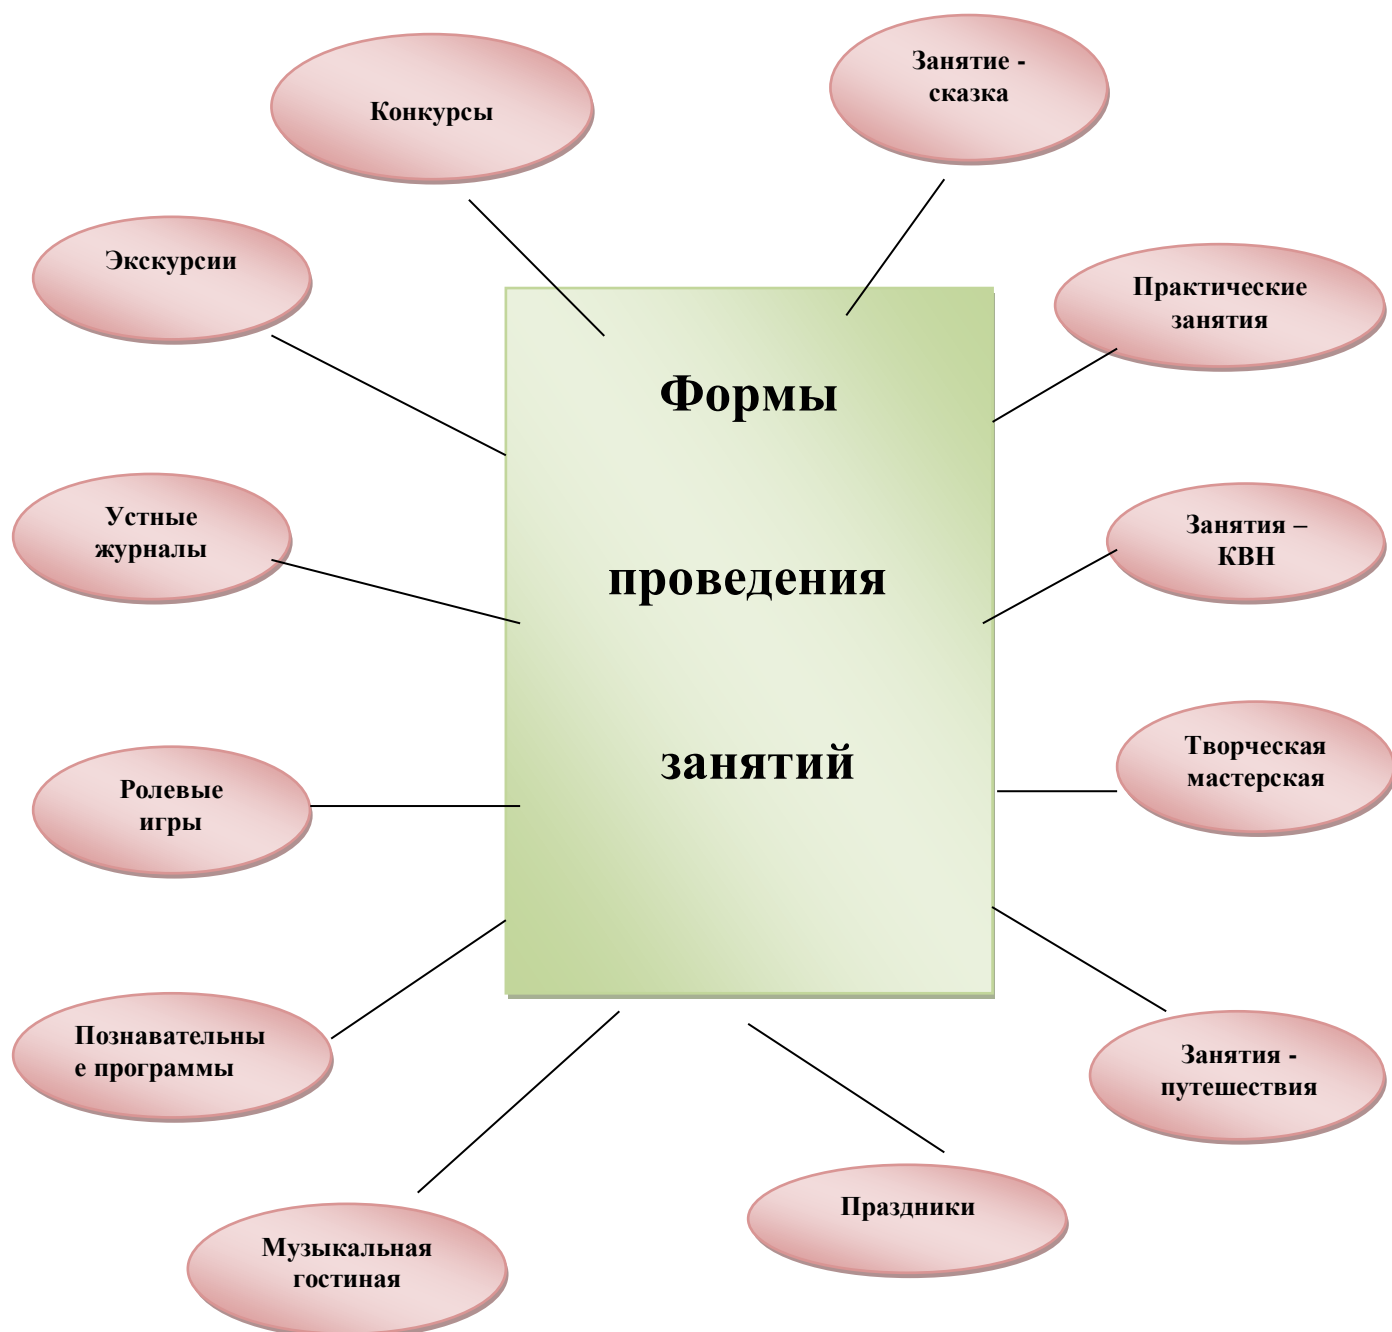 Конкурсы
Занятие -
сказка
Экскурсии
Практические
занятия
Формы
проведения
занятий
Устные
журналы
Занятия –
КВН
Ролевые
игры
Творческая
мастерская
Познавательны
е программы
Занятия -
путешествия
Музыкальная
гостиная
Праздники